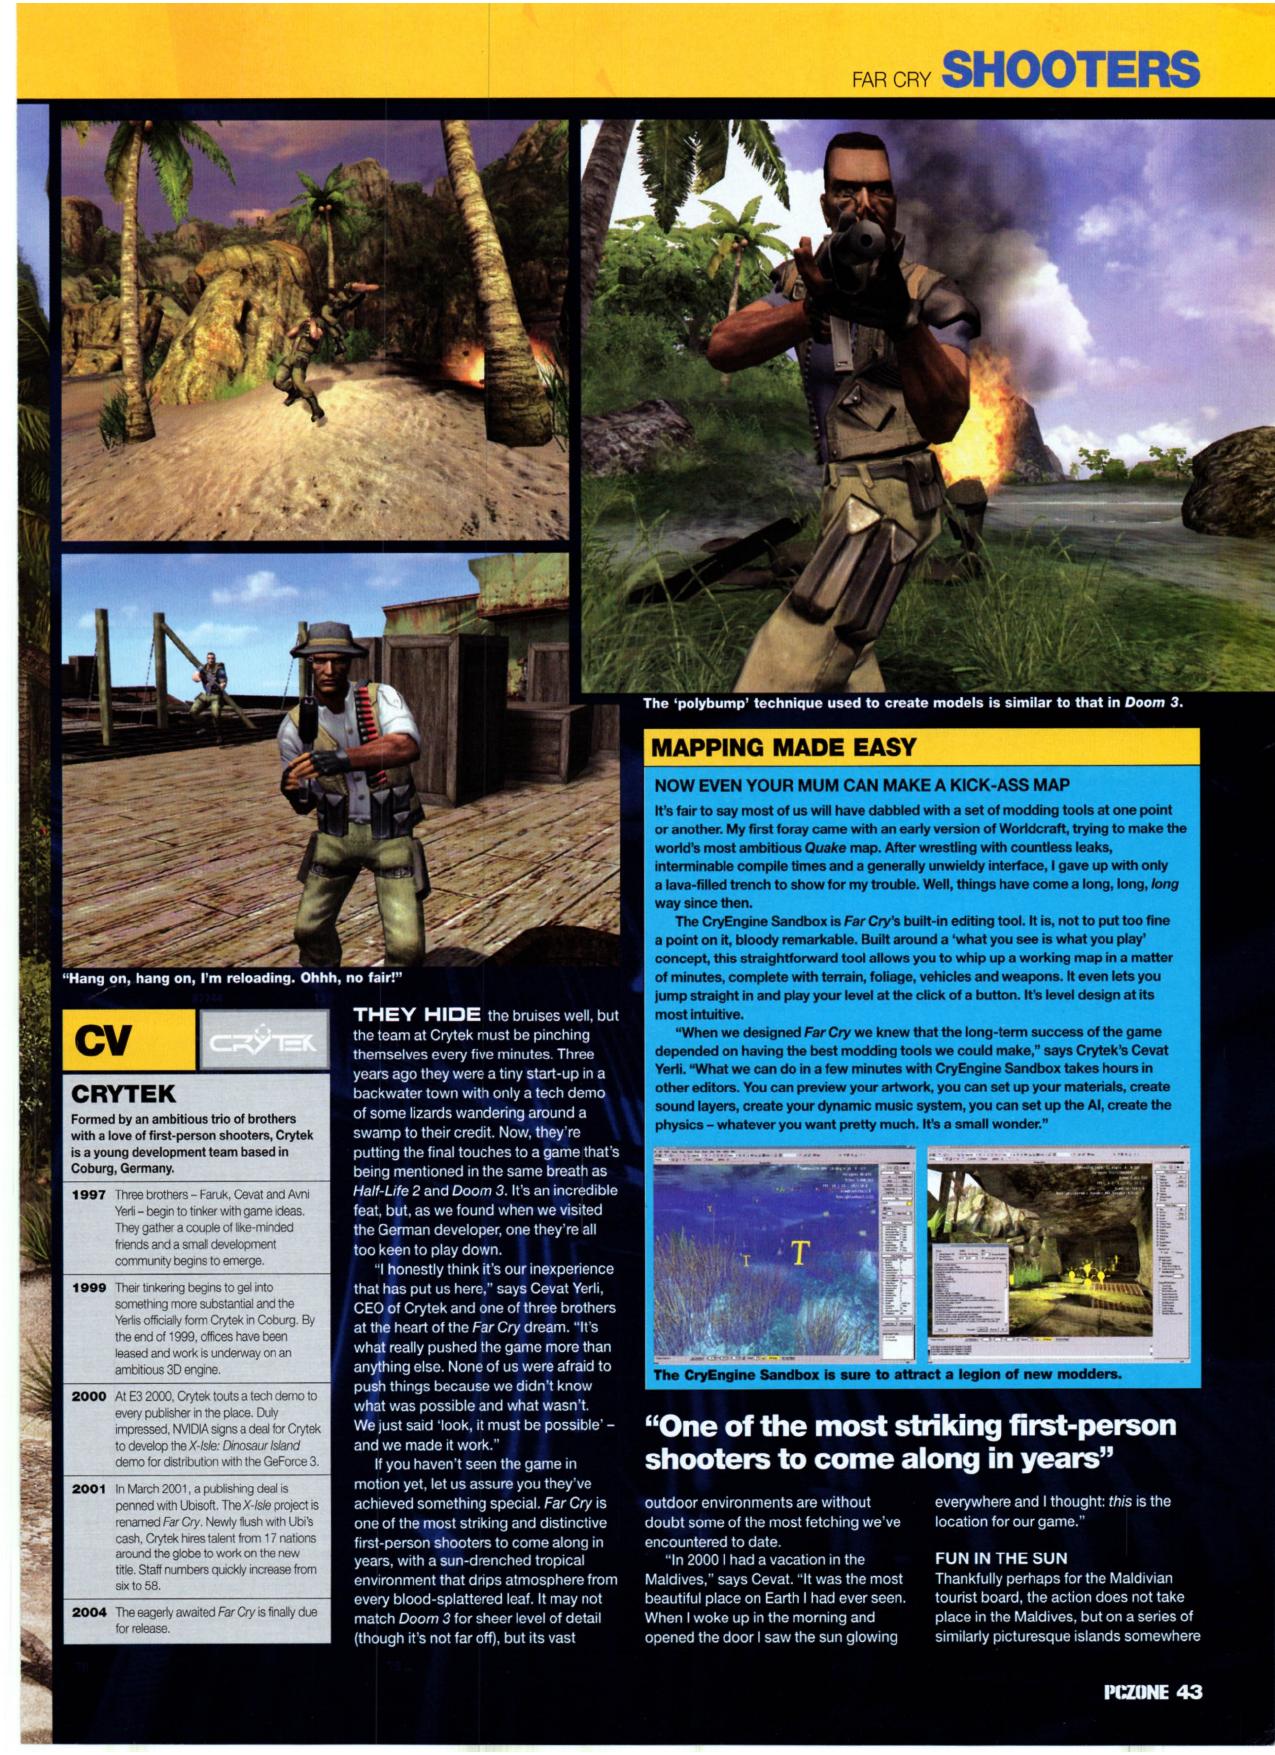 FAR CRY SHOOTERS
The ‘polybump’ technique used to create models is similar to that in Doom 3.
“Hang on, hang on, I’m reloading. Ohhh, no fair!”
CV
CRYTEK
CRYTEK
Formed by an ambitious trio of brothers
with a love of first-person shooters, Crytek
is a young development team based in
Coburg, Germany.
1997 Three brothers – Faruk, Cevat and Avni
Yerli – begin to tinker with game ideas.
They gather a couple of like-minded
friends and a small development
community begins to emerge.
1999 Their tinkering begins to gel into
something more substantial and the
Yerlis officially form Crytek in Coburg. By
the end of 1999, offices have been
leased and work is underway on an
ambitious 3D engine.
2000 At E3 2000, Crytek touts a tech demo to
every publisher in the place. Duly
impressed, NVIDIA signs a deal for Crytek
to develop the X-Isle: Dinosaur Island
demo for distribution with the GeForce 3.
2001 In March 2001, a publishing deal is
penned with Ubisoft. The X-Isle project is
renamed Far Cry. Newly flush with Ubi’s
cash, Crytek hires talent from 17 nations
around the globe to work on the new
title. Staff numbers quickly increase from
six to 58.
2004 The eagerly awaited Far Cry is finally due
for release.
THEY HIDE the bruises well, but
the team at Crytek must be pinching
themselves every five minutes. Three
years ago they were a tiny start-up in a
backwater town with only a tech demo
of some lizards wandering around a
swamp to their credit. Now, they’re
putting the final touches to a game that’s
being mentioned in the same breath as
Half-Life 2 and Doom 3. It’s an incredible
feat, but, as we found when we visited
the German developer, one they’re all
too keen to play down.
“I honestly think it’s our inexperience
that has put us here,” says Cevat Yerli,
CEO of Crytek and one of three brothers
at the heart of the Far Cry dream. “It’s
what really pushed the game more than
anything else. None of us were afraid to
push things because we didn’t know
what was possible and what wasn’t.
We just said ‘look, it must be possible’ –
and we made it work.”
If you haven’t seen the game in
motion yet, let us assure you they’ve
achieved something special. Far Cry is
one of the most striking and distinctive
first-person shooters to come along in
years, with a sun-drenched tropical
environment that drips atmosphere from
every blood-splattered leaf. It may not
match Doom 3 for sheer level of detail
(though it’s not far off), but its vast
MAPPING MADE EASY
NOW EVEN YOUR MUM CAN MAKE A KICK-ASS MAP
It’s fair to say most of us will have dabbled with a set of modding tools at one point
or another. My first foray came with an early version of Worldcraft, trying to make the
world’s most ambitious Quake map. After wrestling with countless leaks,
interminable compile times and a generally unwieldy interface, I gave up with only
a lava-filled trench to show for my trouble. Well, things have come a long, long, long
way since then.
The CryEngine Sandbox is Far Cry’s built-in editing tool. It is, not to put too fine
a point on it, bloody remarkable. Built around a ‘what you see is what you play’
concept, this straightforward tool allows you to whip up a working map in a matter
of minutes, complete with terrain, foliage, vehicles and weapons. It even lets you
jump straight in and play your level at the click of a button. It’s level design at its
most intuitive.
“When we designed Far Cry we knew that the long-term success of the game
depended on having the best modding tools we could make,” says Crytek’s Cevat
Yerli. “What we can do in a few minutes with CryEngine Sandbox takes hours in
other editors. You can preview your artwork, you can set up your materials, create
sound layers, create your dynamic music system, you can set up the AI, create the
physics – whatever you want pretty much. It’s a small wonder.”
T
T
The CryEngine Sandbox is sure to attract a legion of new modders.
“One of the most striking first-person
shooters to come along in years”
outdoor environments are without
doubt some of the most fetching we’ve
encountered to date.
“In 2000 I had a vacation in the
Maldives,” says Cevat. “It was the most
beautiful place on Earth I had ever seen.
When I woke up in the morning and
opened the door I saw the sun glowing
everywhere and I thought: this is the
location for our game.”
FUN IN THE SUN
Thankfully perhaps for the Maldivian
tourist board, the action does not take
place in the Maldives, but on a series of
similarly picturesque islands somewhere
PCZONE 43